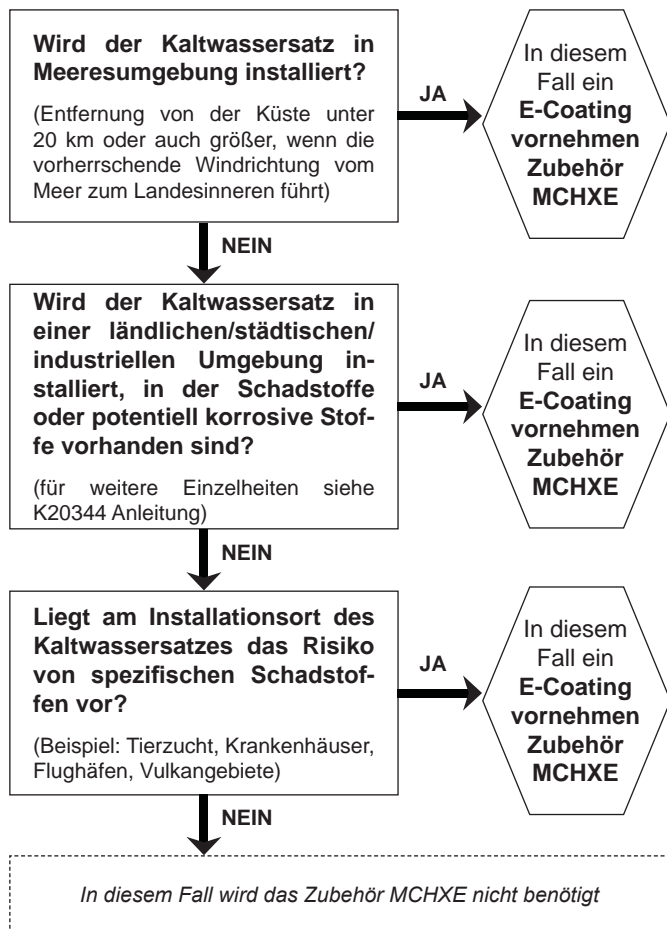 Wird der Kaltwassersatz in
Meeresumgebung installiert?
(Entfernung von der Küste unter
20 km oder auch größer, wenn die
vorherrschende Windrichtung vom
Meer zum Landesinneren führt)
JA
In diesem
Fall ein
E-Coating
vornehmen
Zubehör
MCHXE
NEIN
Wird der Kaltwassersatz in
einer ländlichen/städtischen/
industriellen Umgebung in-
stalliert, in der Schadstoffe
oder potentiell korrosive Stof-
fe vorhanden sind?
(für weitere Einzelheiten siehe
K20344 Anleitung)
JA
In diesem
Fall ein
E-Coating
vornehmen
Zubehör
MCHXE
NEIN
Liegt am Installationsort des
Kaltwassersatzes das Risiko
von spezifischen Schadstof-
fen vor?
(Beispiel: Tierzucht, Krankenhäuser,
Flughäfen, Vulkangebiete)
JA
In diesem
Fall ein
E-Coating
vornehmen
Zubehör
MCHXE
NEIN
In diesem Fall wird das Zubehör MCHXE nicht benötigt